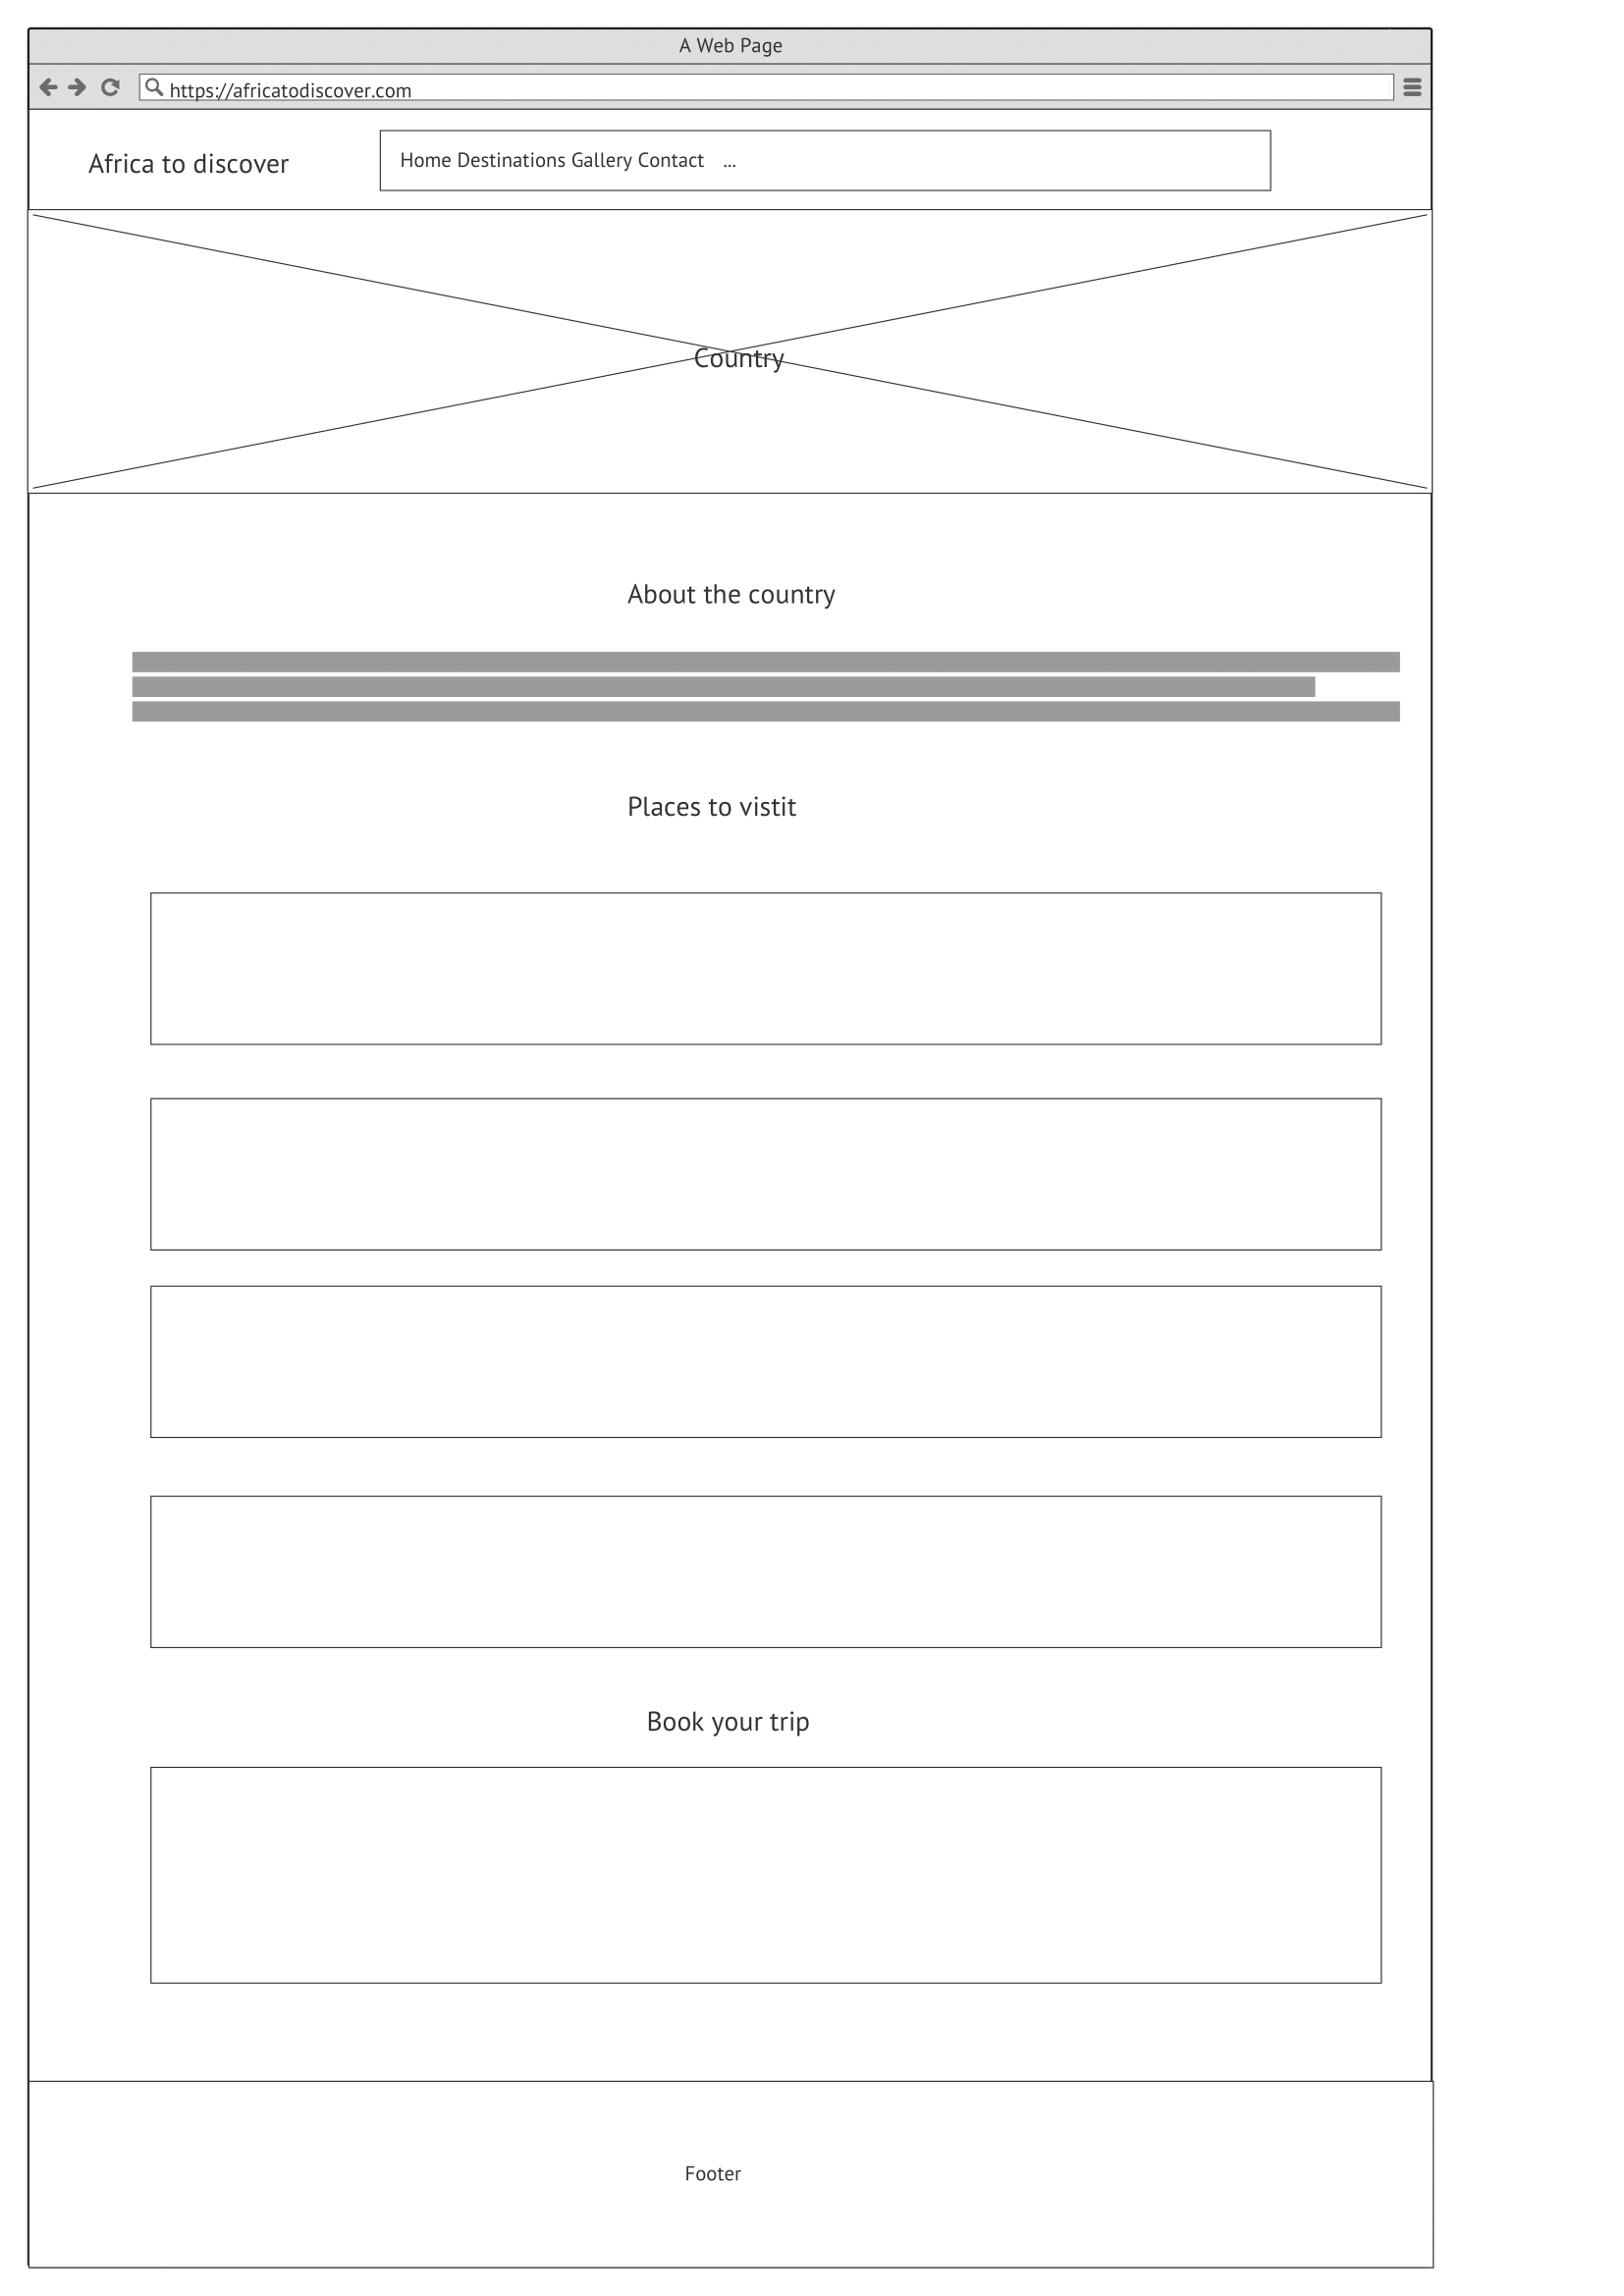 A Web Page
https://africatodiscover.com
Africa to discover
Home Destinations Gallery Contact ...
Country
About the country
Places to vistit
Book your trip
Footer